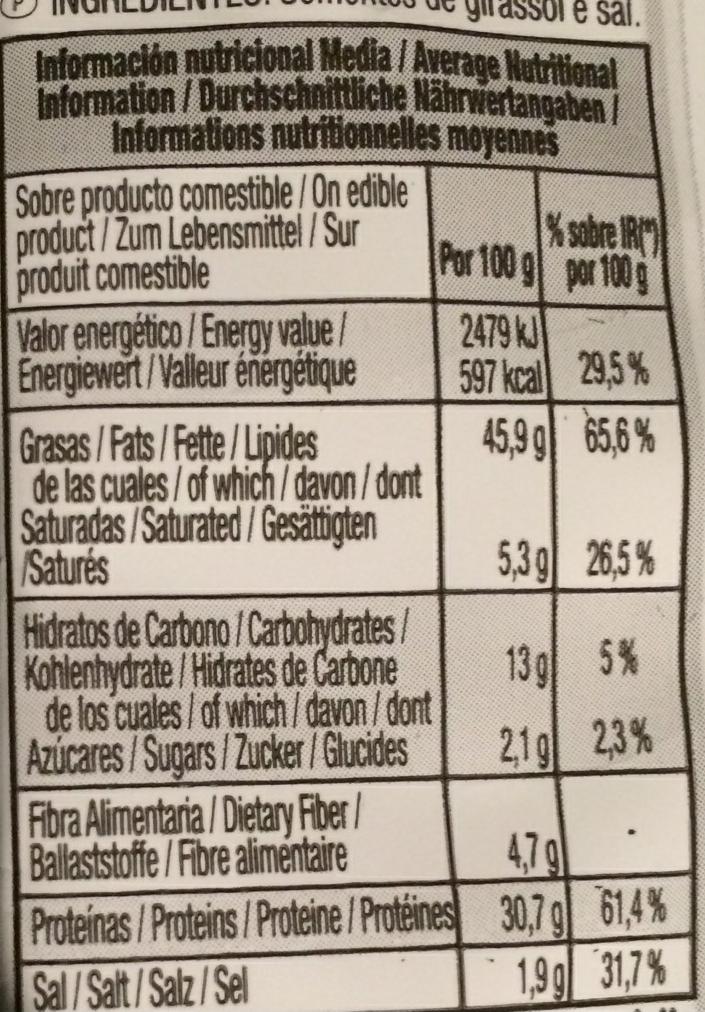 P INGREDIENTES: Sementes de girassol e sal.
Información nutricional Media / Average Nutritional
Information / Durchschnittliche Nährwertangaben /
Informations nutritionnelles moyennes
Sobre producto comestible / On edible
product / Zum Lebensmittel / Sur
produit comestible
Por 100 g
% sobre IR(*)
por 100 g
Valor energético / Energy value /
Energiewert / Valleur énergétique
2479 kJ
597 kcal
29,5 %
Grasas / Fats / Fette / Lipides
45,9 g 65,6 %
de las cuales / of which / davon / dont
Saturadas / Saturated / Gesättigten
/Saturés
5,3 g 26,5 %
Hidratos de Carbono / Carbohydrates /
Kohlenhydrate / Hidrates de Carbone
13 g 5 %
de los cuales / of which / davon / dont
Azúcares / Sugars / Zucker / Glucides
2,1 g 2,3 %
Fibra Alimentaria / Dietary Fiber /
Ballaststoffe / Fibre alimentaire
4,7 g -
Proteínas / Proteins / Proteine / Protéines 30,7 g 61,4 %
Sal / Salt / Salz / Sel 1,9 g 31,7 %